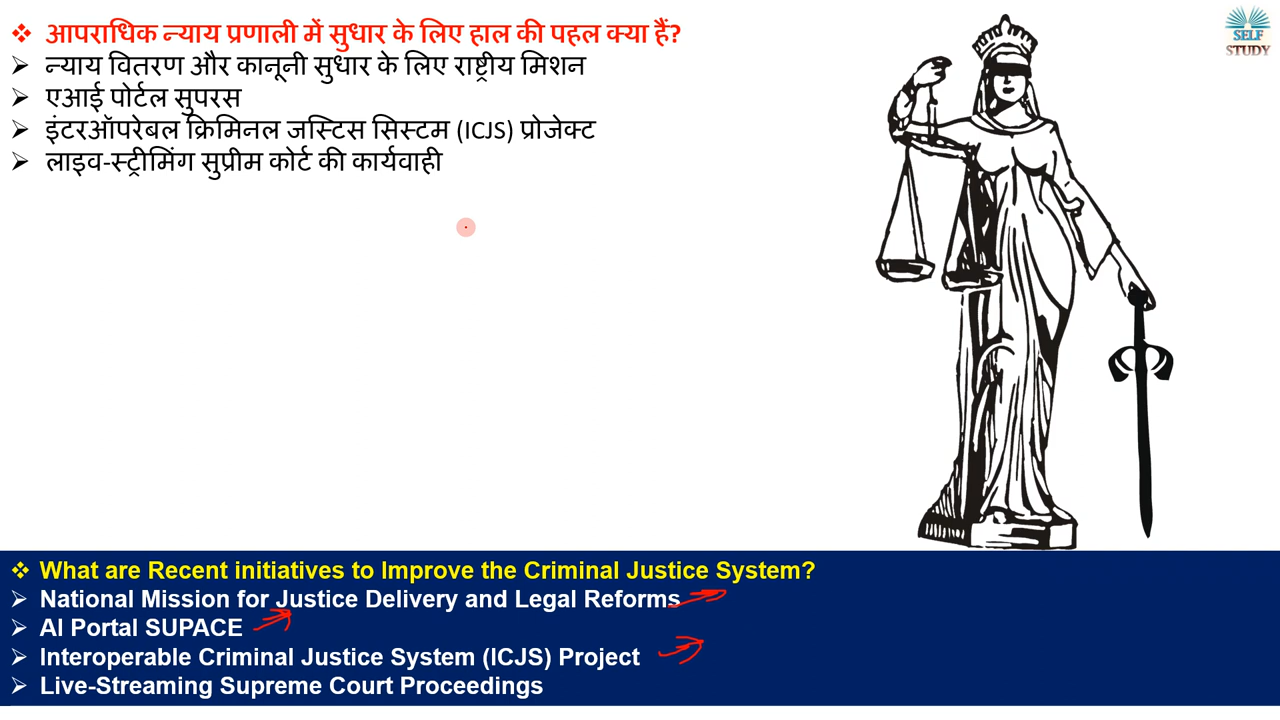 ❖ आपराधिक न्याय प्रणाली में सुधार के लिए हाल की पहल क्या हैं?
➢ न्याय वितरण और कानूनी सुधार के लिए राष्ट्रीय मिशन
➢ एआई पोर्टल सुपरस
➢ इंटरऑपरेबल क्रिमिनल जस्टिस सिस्टम (ICJS) प्रोजेक्ट
➢ लाइव-स्ट्रीमिंग सुप्रीम कोर्ट की कार्यवाही
SELF
STUDY
❖ What are Recent initiatives to Improve the Criminal Justice System?
➢ National Mission for Justice Delivery and Legal Reforms
➢ AI Portal SUPACE
➢ Interoperable Criminal Justice System (ICJS) Project
➢ Live-Streaming Supreme Court Proceedings